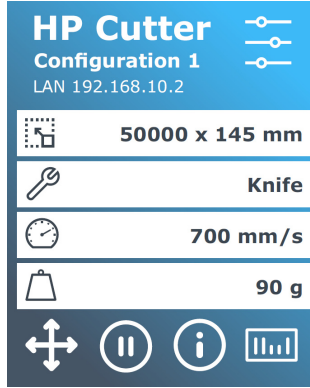 HP Cutter
Configuration 1
LAN 192.168.10.2
50000 x 145 mm
Knife
700 mm/s
90 g